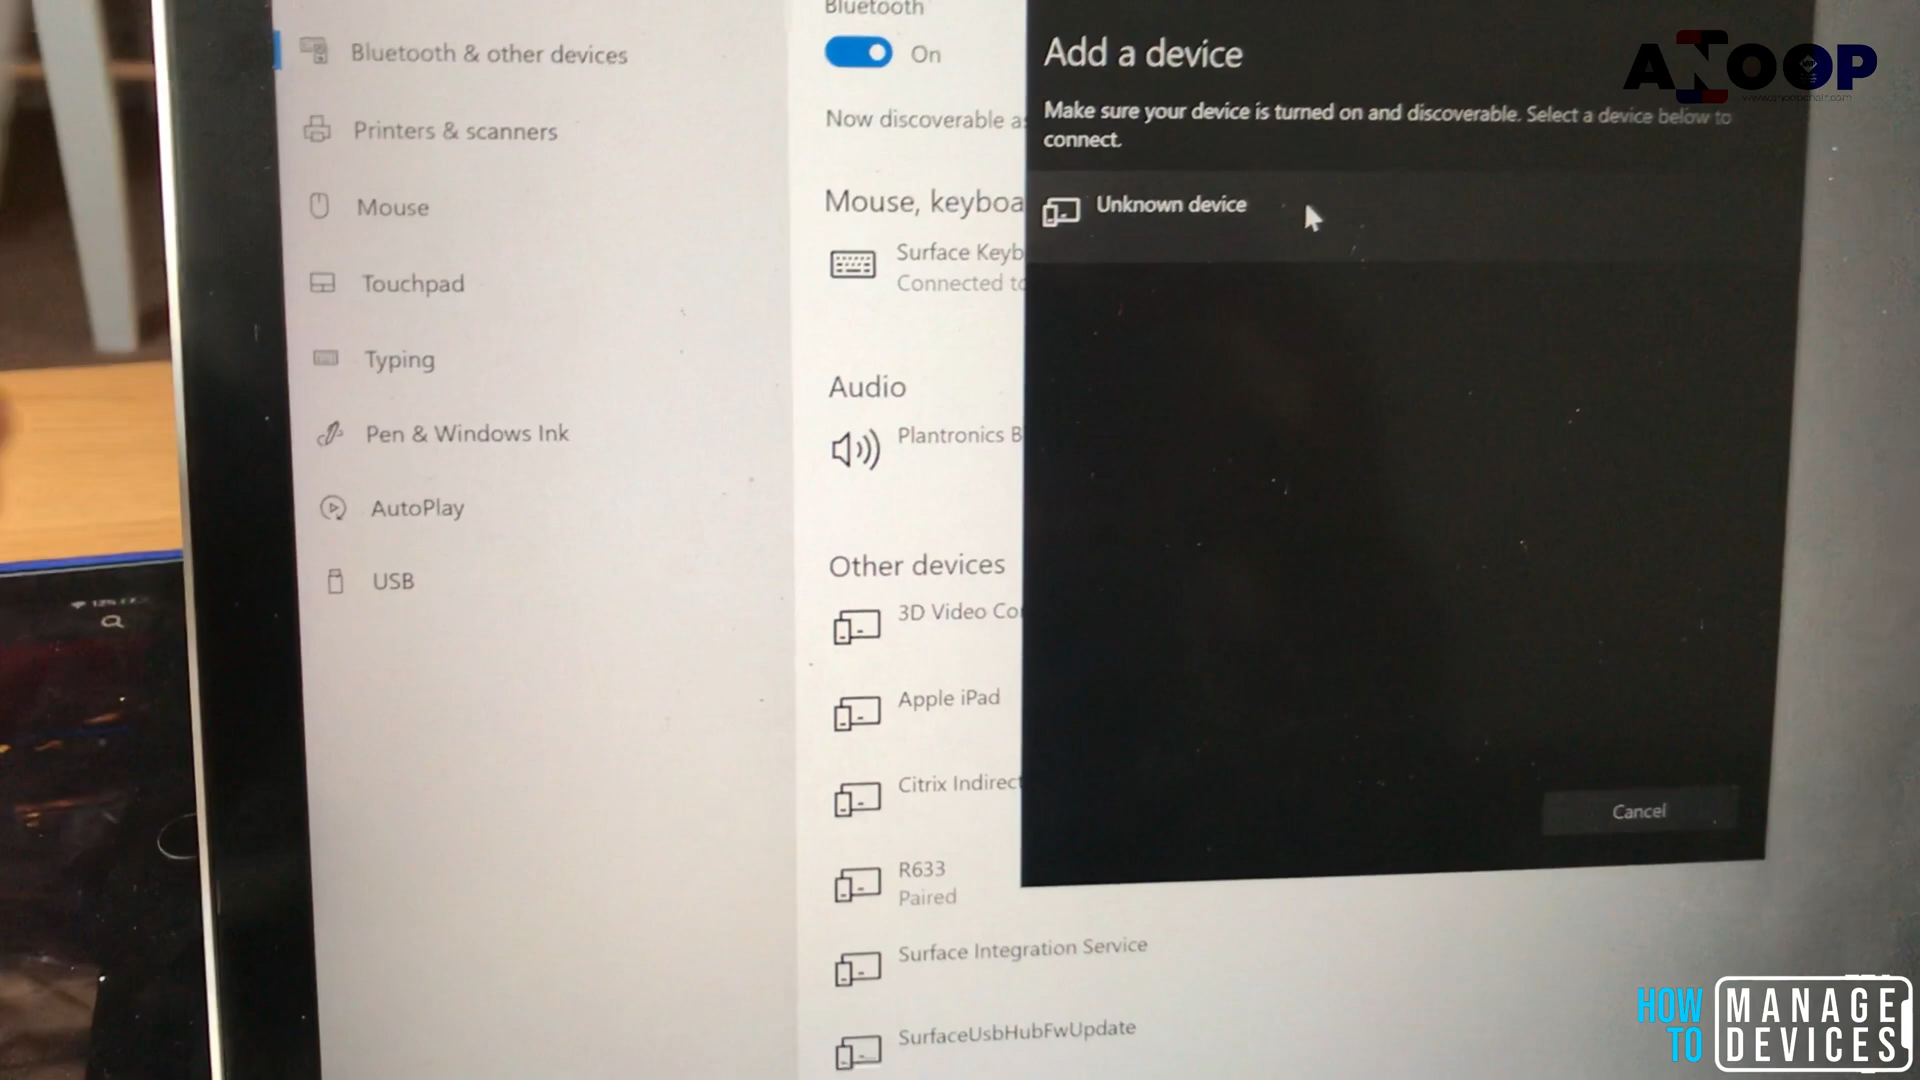 Bluetooth & other devices
Printers & scanners
Mouse
Touchpad
Typing
Pen & Windows Ink
AutoPlay
USB
Bluetooth
On
Now discoverable as
Mouse, keyboa
Surface Keyb
Connected to
Audio
Plantronics B
Other devices
3D Video Co
Apple iPad
Citrix Indirect
R633
Paired
Surface Integration Service
SurfaceUsbHubFwUpdate
Add a device
Make sure your device is turned on and discoverable. Select a device below to
connect.
Unknown device
Cancel
ANOOP
HOW
TO
MANAGE
DEVICES